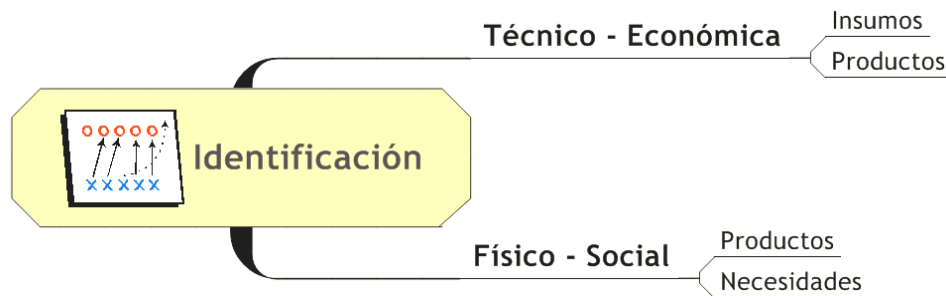 Técnico - Económica
Insumos
Productos
Identificación
Físico - Social
Productos
Necesidades